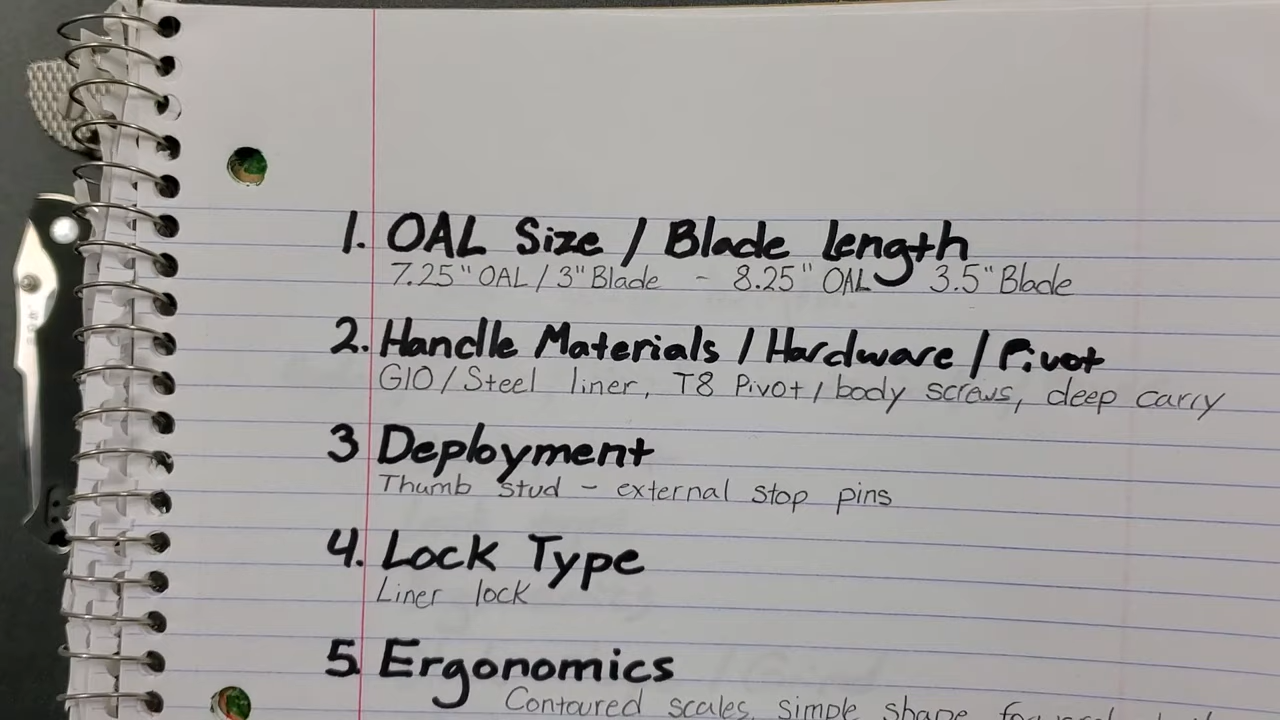 1. OAL Size / Blade length
7.25" OAL / 3" Blade - 8.25" OAL 3.5" Blade
2. Handle Materials / Hardware / Pivot
G10 / Steel liner, T8 Pivot / body screws, deep carry
3 Deployment
Thumb stud - external stop pins
4. Lock Type
Liner lock
5. Ergonomics
Contoured scales, simple shape